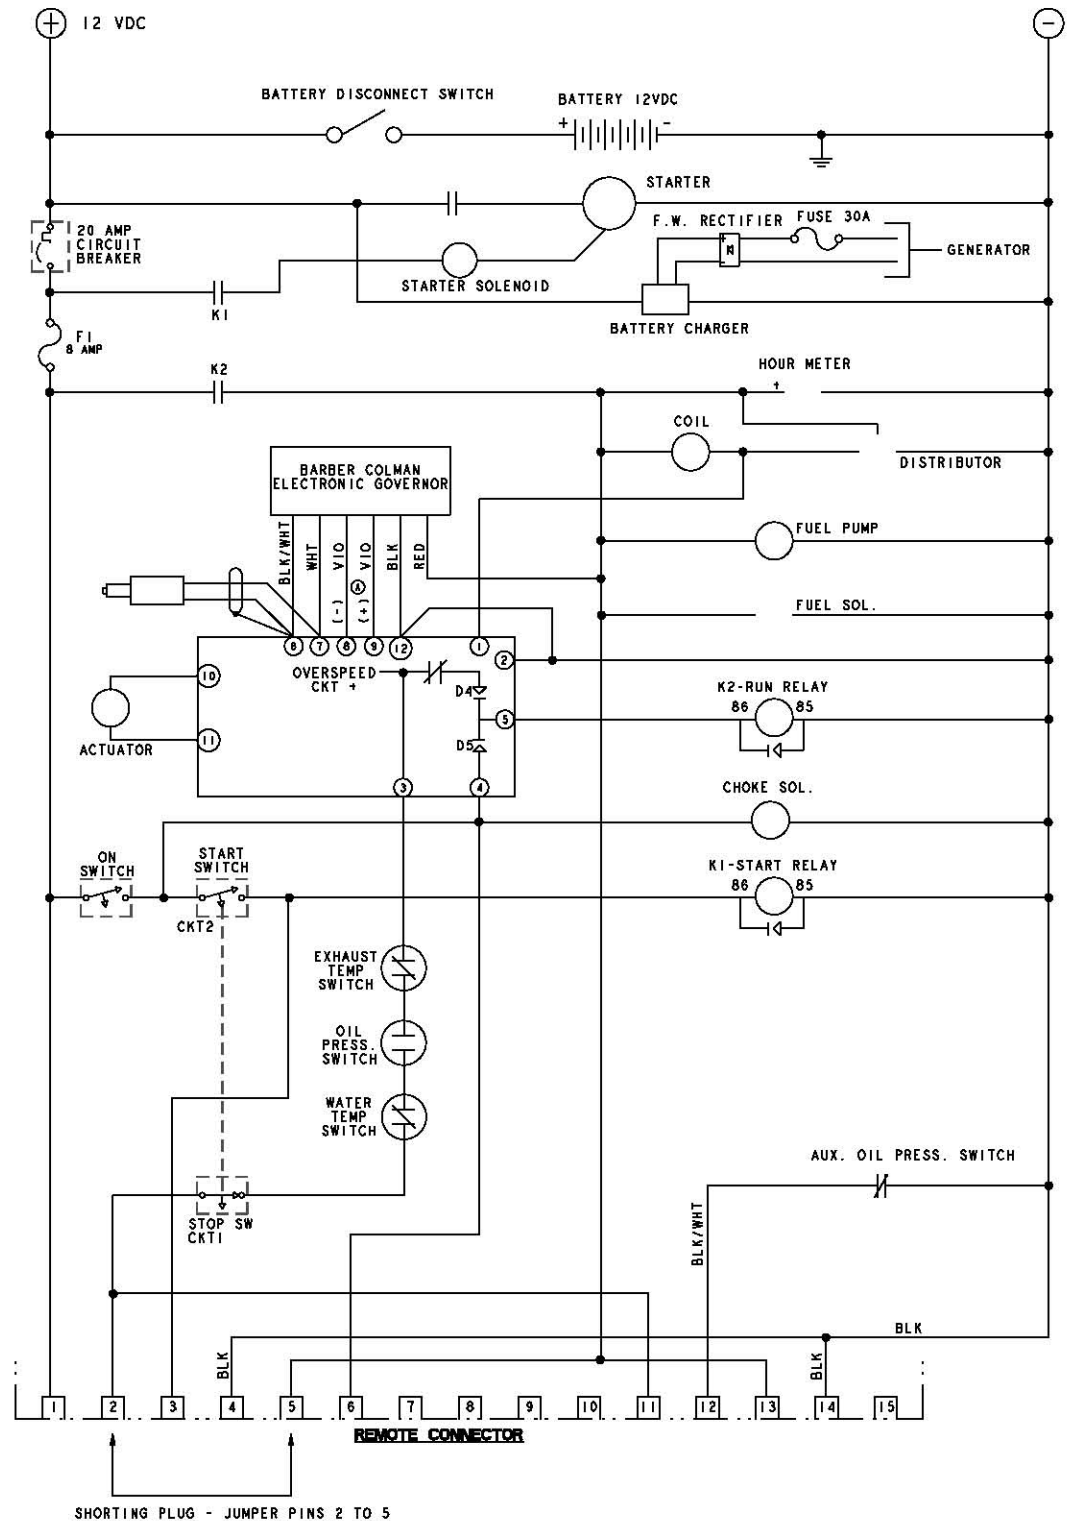 + 12 VDC -
BATTERY DISCONNECT SWITCH
BATTERY 12VDC
+ -
STARTER
20 AMP
CIRCUIT
BREAKER
F.W. RECTIFIER
FUSE 30A
+
-
GENERATOR
STARTER SOLENOID
K1
BATTERY CHARGER
F1
8 AMP
K2
HOUR METER
+
COIL
DISTRIBUTOR
BARBER COLMAN
ELECTRONIC GOVERNOR
BLK/WHT
WHT
VIO
(-)
VIO
(+)
A
BLK
RED
FUEL PUMP
FUEL SOL.
6 7 8 9 12 1
2
OVERSPEED
CKT +
D4
10
5
D5
11
3 4
ACTUATOR
K2-RUN RELAY
86 85
CHOKE SOL.
ON
SWITCH
START
SWITCH
CKT2
K1-START RELAY
86 85
EXHAUST
TEMP
SWITCH
OIL
PRESS.
SWITCH
WATER
TEMP
SWITCH
STOP SW
CKT1
AUX. OIL PRESS. SWITCH
BLK/WHT
BLK
BLK
BLK
1 2 3 4 5 6 7 8 9 10 11 12 13 14 15
REMOTE CONNECTOR
SHORTING PLUG - JUMPER PINS 2 TO 5